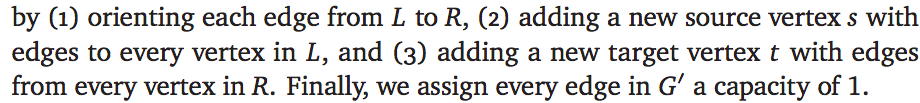 by (1) orienting each edge from L to R, (2) adding a new source vertex s with
edges to every vertex in L, and (3) adding a new target vertex t with edges
from every vertex in R. Finally, we assign every edge in G′ a capacity of 1.